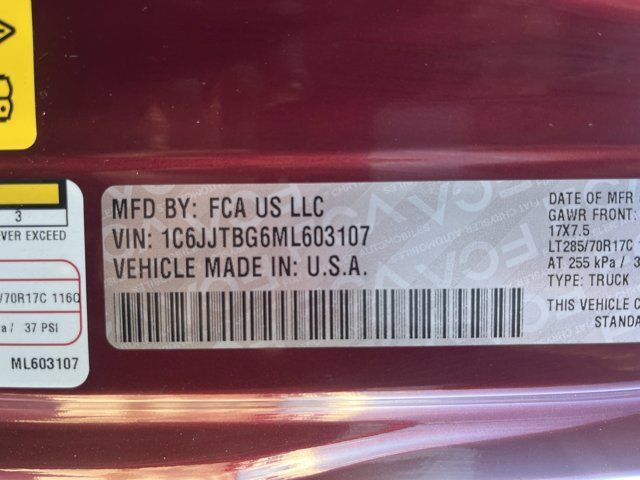 3
VER EXCEED
/70R17C 116Q
a / 37 PSI
ML603107
MFD BY: FCA US LLC
VIN: 1C6JJTBG6ML603107
VEHICLE MADE IN: U.S.A.
DATE OF MFR
GAWR FRONT:
17X7.5
LT285/70R17C
AT 255 kPa / 3
TYPE: TRUCK
THIS VEHICLE C
STANDA